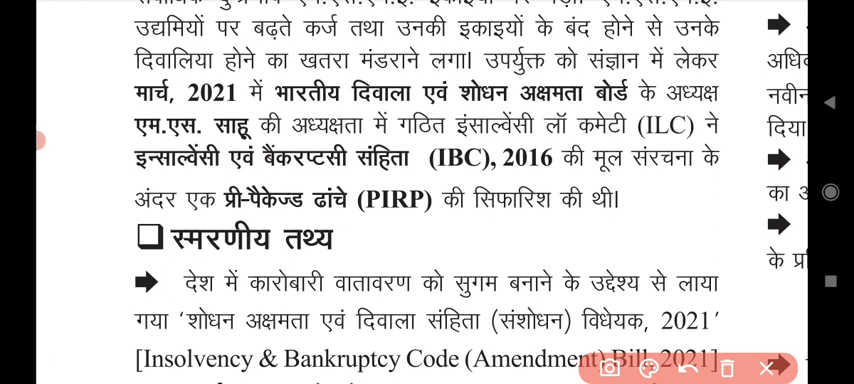 उद्यमियों पर बढ़ते कर्ज तथा उनकी इकाइयों के बंद होने से उनके
दिवालिया होने का खतरा मंडराने लगा। उपर्युक्त को संज्ञान में लेकर
मार्च, 2021 में भारतीय दिवाला एवं शोधन अक्षमता बोर्ड के अध्यक्ष
एम.एस. साहू की अध्यक्षता में गठित इंसाल्वेंसी लॉ कमेटी (ILC) ने
इन्साल्वेंसी एवं बैंकरप्टसी संहिता (IBC), 2016 की मूल संरचना के
अंदर एक प्री-पैकेज्ड ढांचे (PIRP) की सिफारिश की थी।
स्मरणीय तथ्य
देश में कारोबारी वातावरण को सुगम बनाने के उद्देश्य से लाया
गया ‘शोधन अक्षमता एवं दिवाला संहिता (संशोधन) विधेयक, 2021’
[Insolvency & Bankruptcy Code (Amendment) Bill, 2021]
नवीन
दिया
का
के